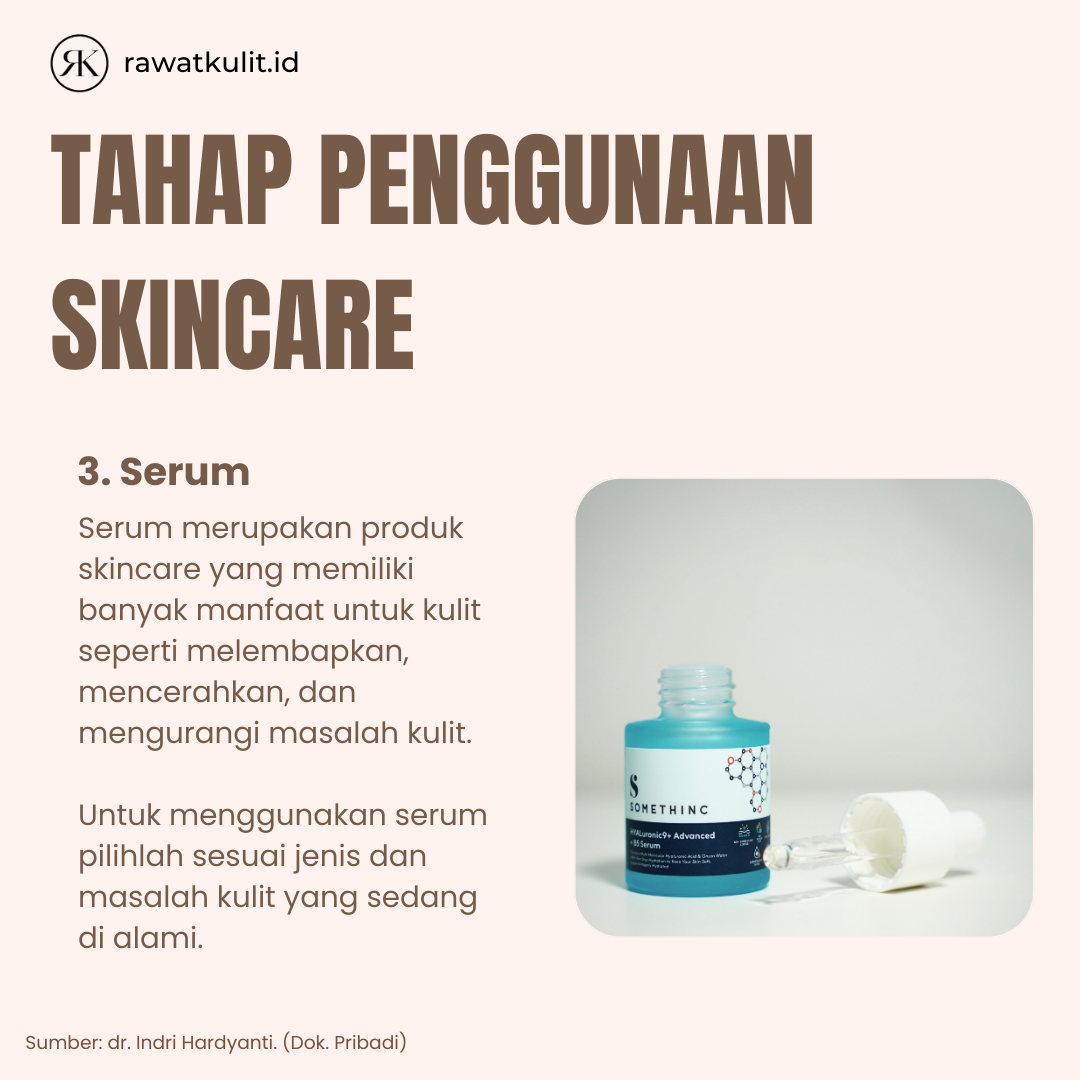 RK rawatkulit.id
TAHAP PENGGUNAAN
SKINCARE
3. Serum
Serum merupakan produk
skincare yang memiliki
banyak manfaat untuk kulit
seperti melembapkan,
mencerahkan, dan
mengurangi masalah kulit.
Untuk menggunakan serum
pilihlah sesuai jenis dan
masalah kulit yang sedang
di alami.
S
SOMETHINC
HYALuronic9+ Advanced
+ B5 Serum
Sumber: dr. Indri Hardyanti. (Dok. Pribadi)